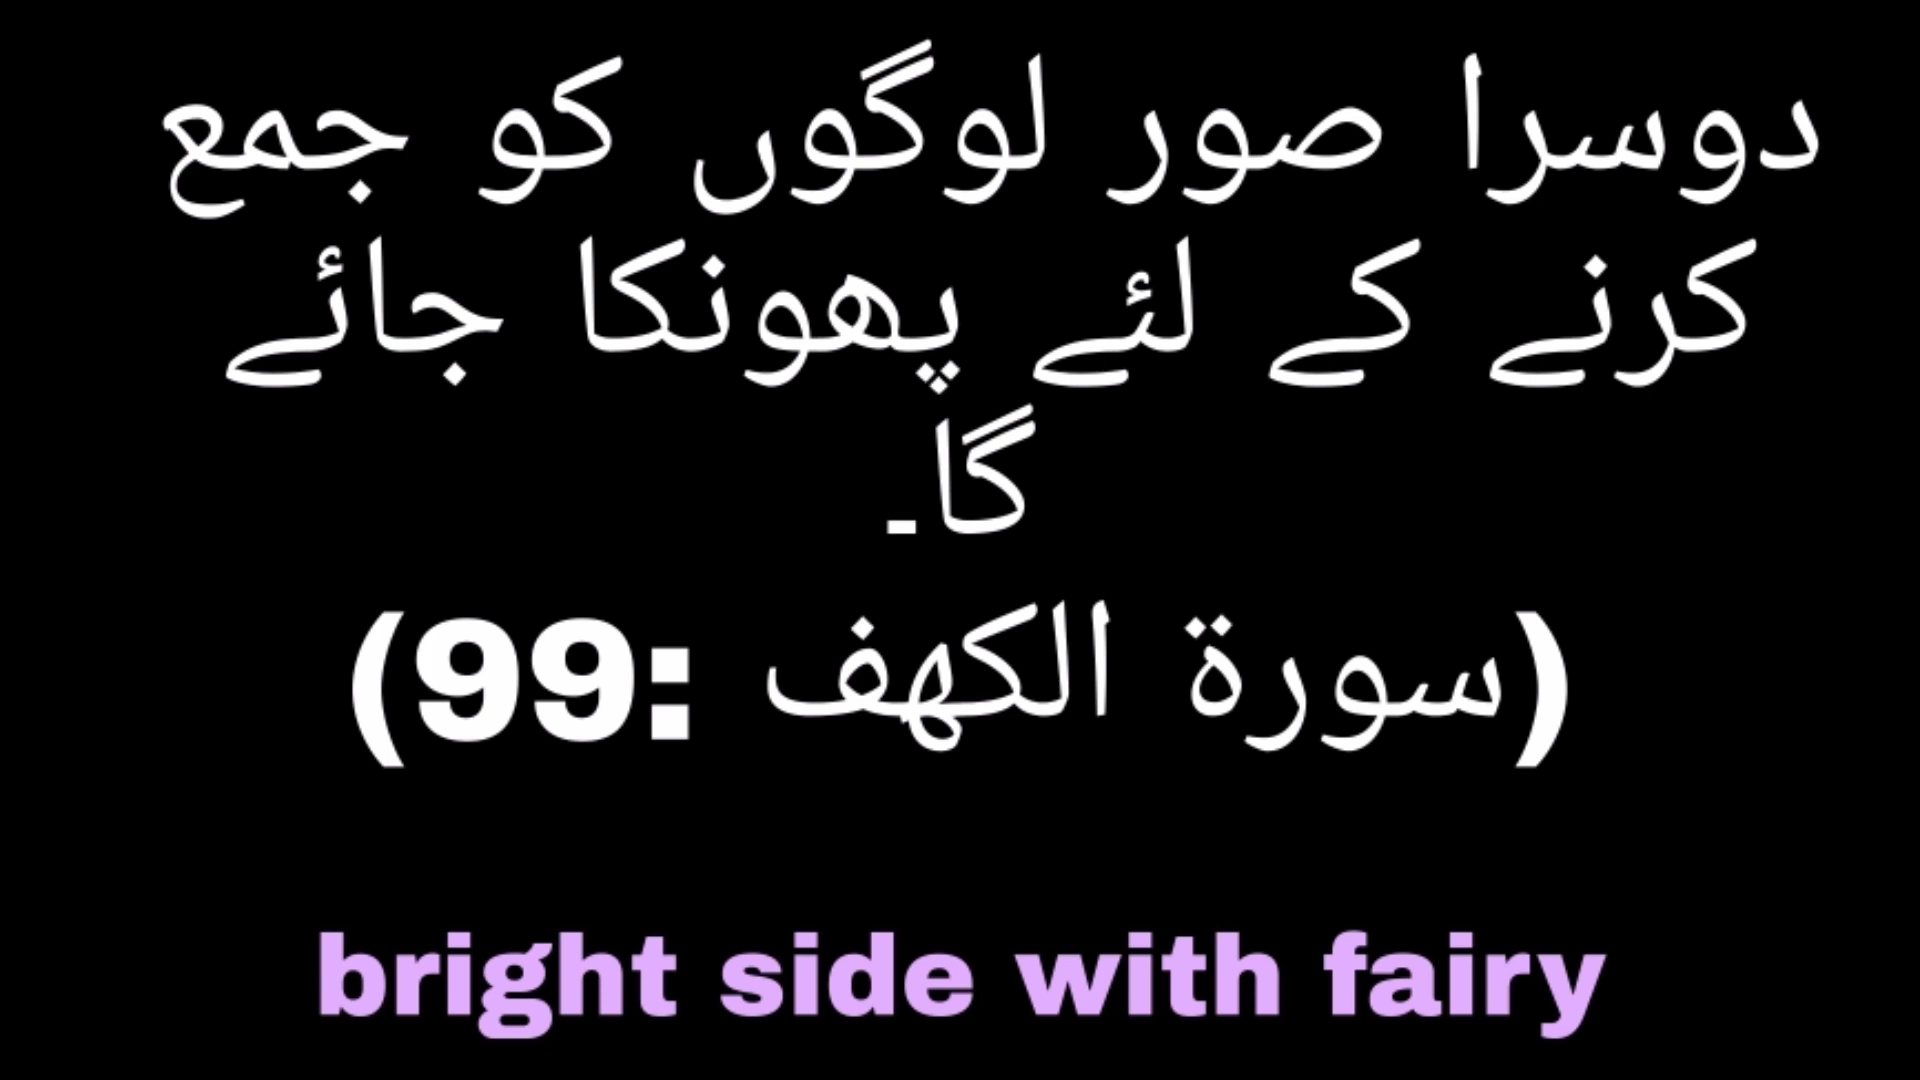 دوسرا صور لوگوں کو جمع
کرنے کے لئے پھونکا جائے
گا۔
(سورۃ الکھف :99)
bright side with fairy